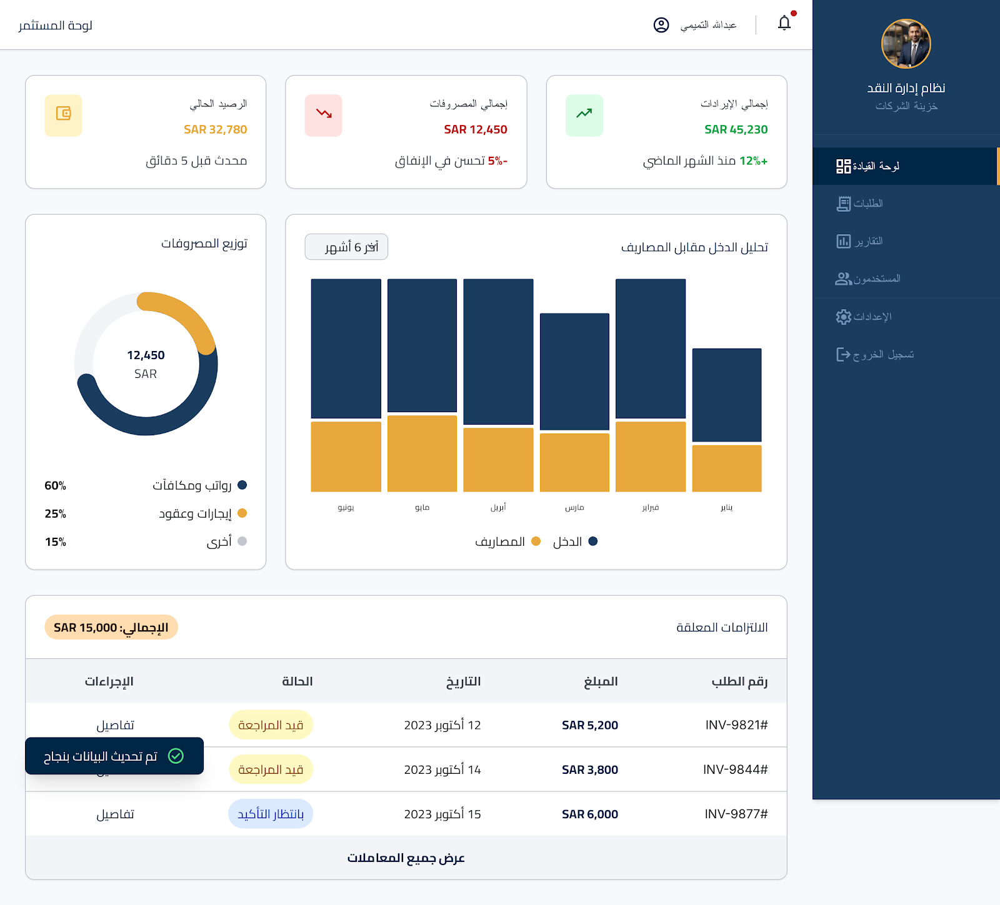 نظام إدارة النقد
خزينة الشركات
لوحة القيادة
الطلبات
التقارير
المستخدمون
الإعدادات
تسجيل الخروج
عبدالله التميمي
لوحة المستثمر
إجمالي الإيرادات
SAR 45,230
+12% منذ الشهر الماضي
إجمالي المصروفات
SAR 12,450
-5% تحسن في الإنفاق
الرصيد الحالي
SAR 32,780
محدث قبل 5 دقائق
تحليل الدخل مقابل المصاريف
آخر 6 أشهر
يناير
فبراير
مارس
أبريل
مايو
يونيو
الدخل
المصاريف
توزيع المصروفات
12,450
SAR
رواتب ومكافآت 60%
إيجارات وعقود 25%
أخرى 15%
الالتزامات المعلقة
الإجمالي: SAR 15,000
رقم الطلب المبلغ التاريخ الحالة الإجراءات
INV-9821# SAR 5,200 12 أكتوبر 2023 قيد المراجعة تفاصيل
INV-9844# SAR 3,800 14 أكتوبر 2023 قيد المراجعة
INV-9877# SAR 6,000 15 أكتوبر 2023 بانتظار التأكيد تفاصيل
عرض جميع المعاملات
تم تحديث البيانات بنجاح